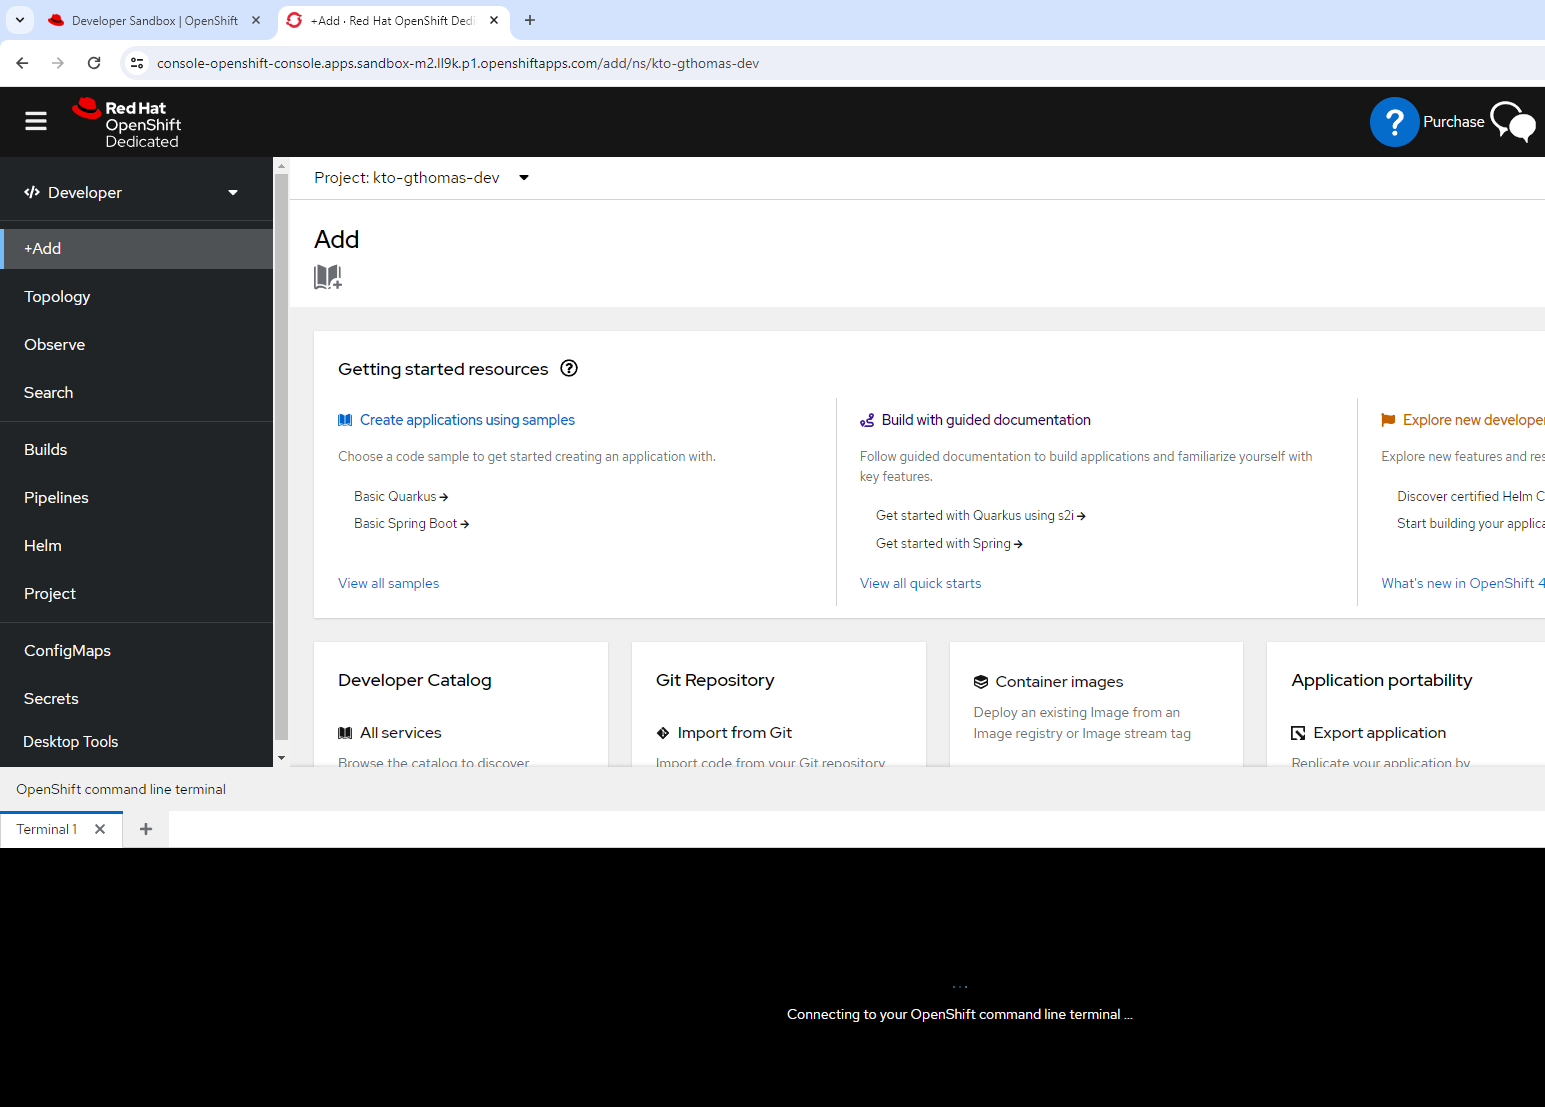 Developer Sandbox | OpenShift
+Add · Red Hat OpenShift Dedi
console-openshift-console.apps.sandbox-m2.ll9k.p1.openshiftapps.com/add/ns/kto-gthomas-dev
Red Hat
OpenShift
Dedicated
?
Purchase
Developer
+Add
Topology
Observe
Search
Builds
Pipelines
Helm
Project
ConfigMaps
Secrets
Desktop Tools
Project: kto-gthomas-dev
Add
Getting started resources
Create applications using samples
Choose a code sample to get started creating an application with.
Basic Quarkus
Basic Spring Boot
View all samples
Build with guided documentation
Follow guided documentation to build applications and familiarize yourself with
key features.
Get started with Quarkus using s2i
Get started with Spring
View all quick starts
Explore new developer
Explore new features and res
Discover certified Helm C
Start building your applica
What's new in OpenShift 4
Developer Catalog
All services
Browse the catalog to discover
Git Repository
Import from Git
Import code from your Git repository
Container images
Deploy an existing Image from an
Image registry or Image stream tag
Application portability
Export application
Replicate your application by
OpenShift command line terminal
Terminal 1
...
Connecting to your OpenShift command line terminal ...